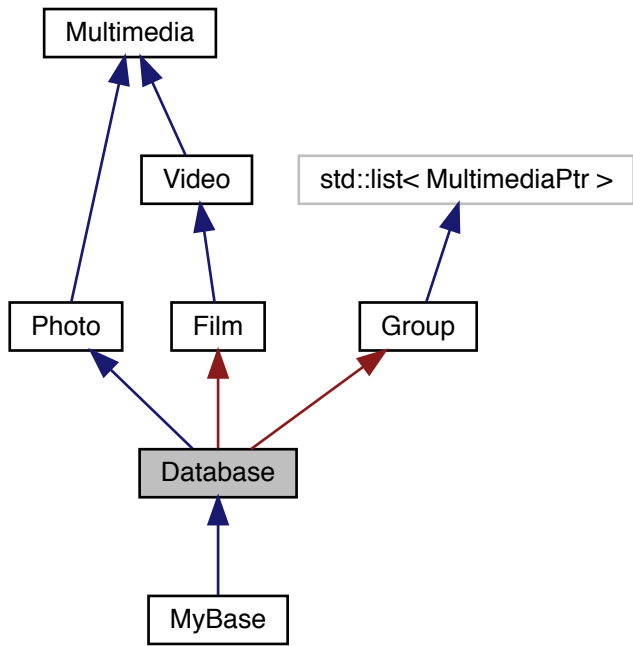 Multimedia
Video
std::list< MultimediaPtr >
Photo
Film
Group
Database
MyBase